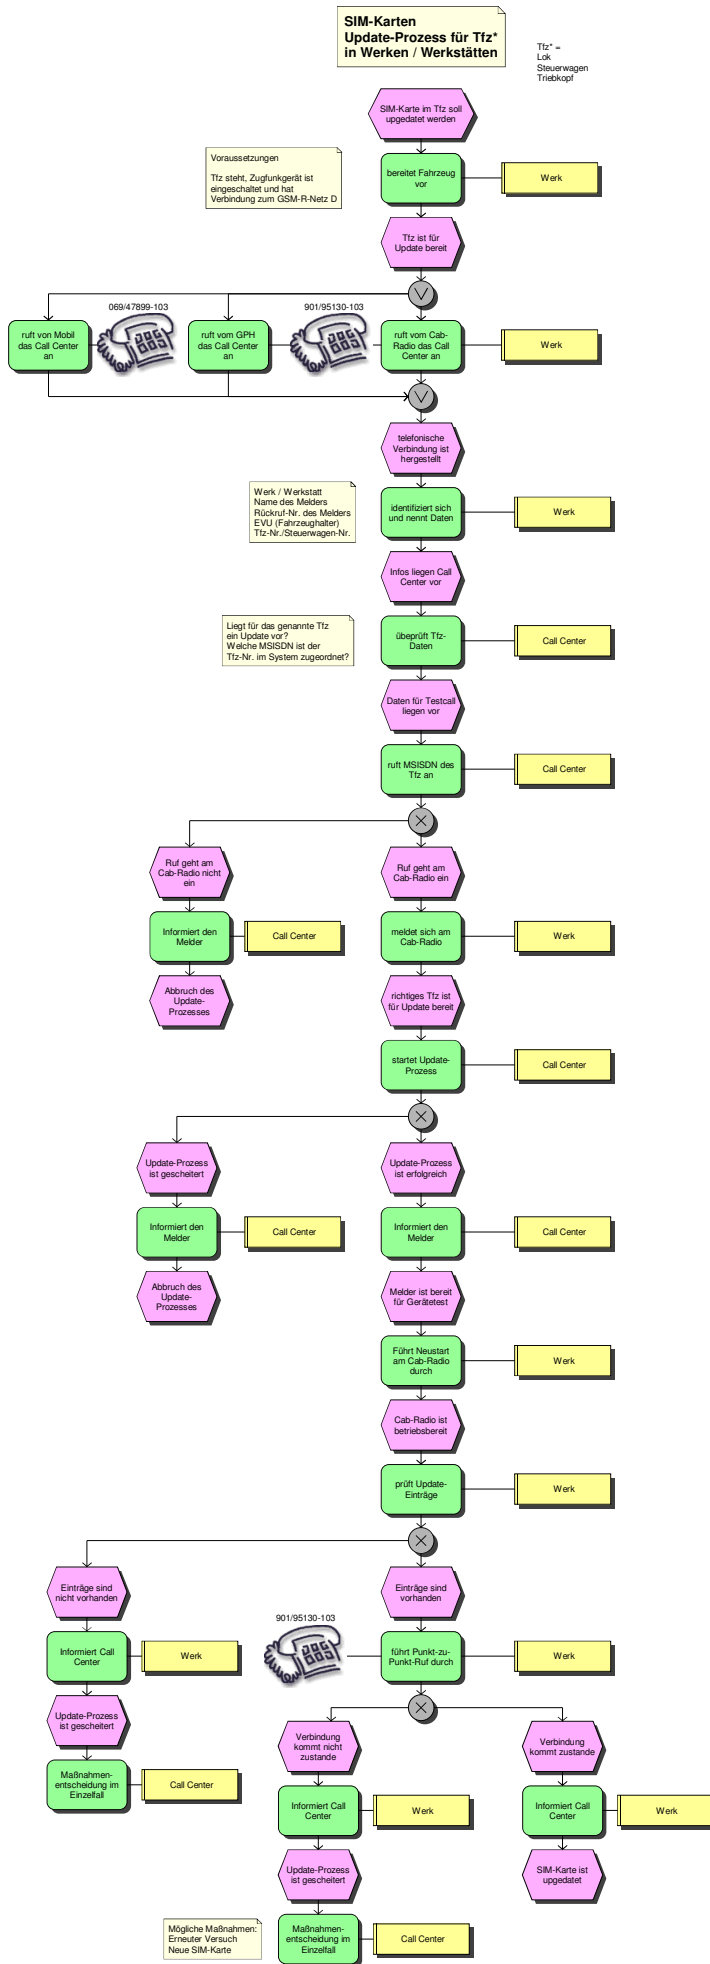 SIM-Karten
Update-Prozess für Tfz*
in Werken / Werkstätten
Tfz* =
Lok
Steuerwagen
Triebkopf
SIM-Karte im Tfz soll
upgedatet werden
Voraussetzungen
Tfz steht, Zugfunkgerät ist
eingeschaltet und hat
Verbindung zum GSM-R-Netz D
bereitet Fahrzeug
vor
Werk
Tfz ist für
Update bereit
069/47899-103
901/95130-103
ruft von Mobil
das Call Center
an
ruft vom GPH
das Call Center
an
ruft vom Cab-
Radio das Call
Center an
Werk
telefonische
Verbindung ist
hergestellt
Werk / Werkstatt
Name des Melders
Rückruf-Nr. des Melders
EVU (Fahrzeughalter)
Tfz-Nr./Steuerwagen-Nr.
identifiziert sich
und nennt Daten
Werk
Infos liegen Call
Center vor
Liegt für das genannte Tfz
ein Update vor?
Welche MSISDN ist der
Tfz-Nr. im System zugeordnet?
übeprüft Tfz-
Daten
Call Center
Daten für Testcall
liegen vor
ruft MSISDN des
Tfz an
Call Center
Ruf geht am
Cab-Radio nicht
ein
Ruf geht am
Cab-Radio ein
Informiert den
Melder
Call Center
meldet sich am
Cab-Radio
Werk
Abbruch des
Update-
Prozesses
richtiges Tfz ist
für Update bereit
startet Update-
Prozess
Call Center
Update-Prozess
ist gescheitert
Update-Prozess
ist erfolgreich
Informiert den
Melder
Call Center
Informiert den
Melder
Call Center
Abbruch des
Update-
Prozesses
Melder ist bereit
für Gerätetest
Führt Neustart
am Cab-Radio
durch
Werk
Cab-Radio ist
betriebsbereit
prüft Update-
Einträge
Werk
Einträge sind
nicht vorhanden
Einträge sind
vorhanden
901/95130-103
Informiert Call
Center
Werk
führt Punkt-zu-
Punkt-Ruf durch
Werk
Update-Prozess
ist gescheitert
Verbindung
kommt nicht
zustande
Verbindung
kommt zustande
Maßnahmen-
entscheidung im
Einzelfall
Call Center
Informiert Call
Center
Werk
Informiert Call
Center
Werk
Update-Prozess
ist gescheitert
SIM-Karte ist
upgedatet
Mögliche Maßnahmen:
Erneuter Versuch
Neue SIM-Karte
Maßnahmen-
entscheidung im
Einzelfall
Call Center